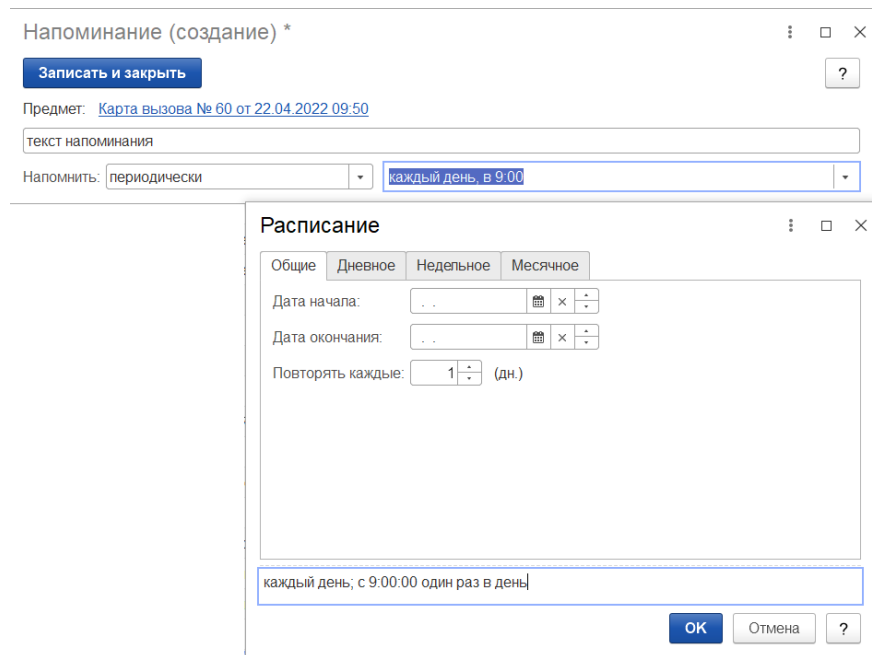 Напоминание (создание) *
Записать и закрыть
?
Предмет: Карта вызова № 60 от 22.04.2022 09:50
текст напоминания
Напомнить: периодически каждый день, в 9:00
Расписание
Общие Дневное Недельное Месячное
Дата начала: . .
Дата окончания: . .
Повторять каждые: 1 (дн.)
каждый день; с 9:00:00 один раз в день
OK Отмена ?